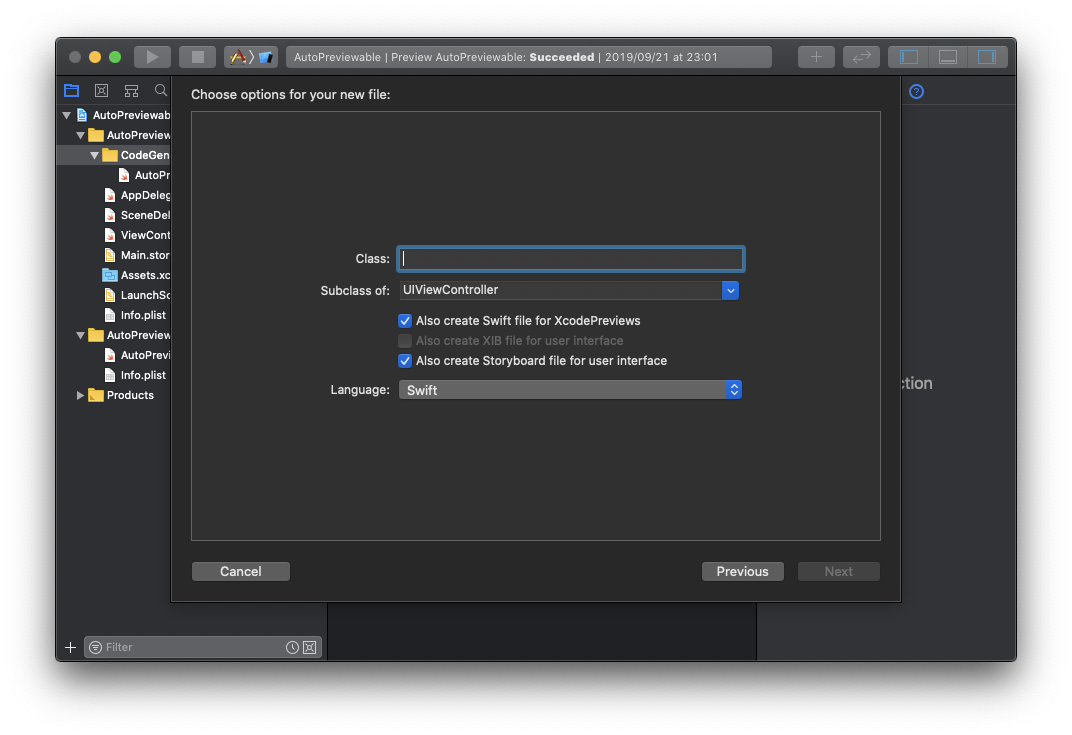 AutoPreviewable | Preview AutoPreviewable: Succeeded | 2019/09/21 at 23:01
Choose options for your new file:
AutoPreviewab
AutoPreview
CodeGen
AutoPr
AppDeleg
SceneDel
ViewCont
Main.stor
Assets.xc
LaunchSc
Info.plist
AutoPreview
AutoPrevi
Info.plist
Products
Class:
Subclass of: UIViewController
Also create Swift file for XcodePreviews
Also create XIB file for user interface
Also create Storyboard file for user interface
Language: Swift
ction
Cancel Previous Next
Filter